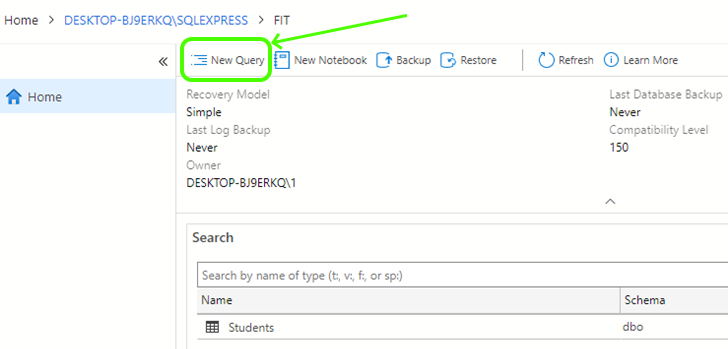 Home > DESKTOP-BJ9ERKQ\SQLEXPRESS > FIT
« New Query New Notebook Backup Restore Refresh Learn More
Home
Recovery Model Last Database Backup
Simple Never
Last Log Backup Compatibility Level
Never 150
Owner
DESKTOP-BJ9ERKQ\1
Search
Search by name of type (t:, v:, f:, or sp:)
Name Schema
Students dbo